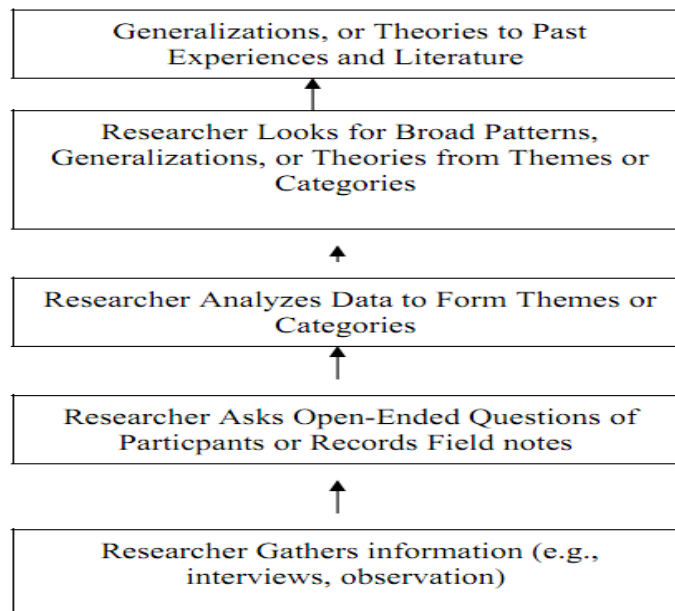 Generalizations, or Theories to Past
Experiences and Literature
Researcher Looks for Broad Patterns,
Generalizations, or Theories from Themes or
Categories
Researcher Analyzes Data to Form Themes or
Categories
Researcher Asks Open-Ended Questions of
Particpants or Records Field notes
Researcher Gathers information (e.g.,
interviews, observation)